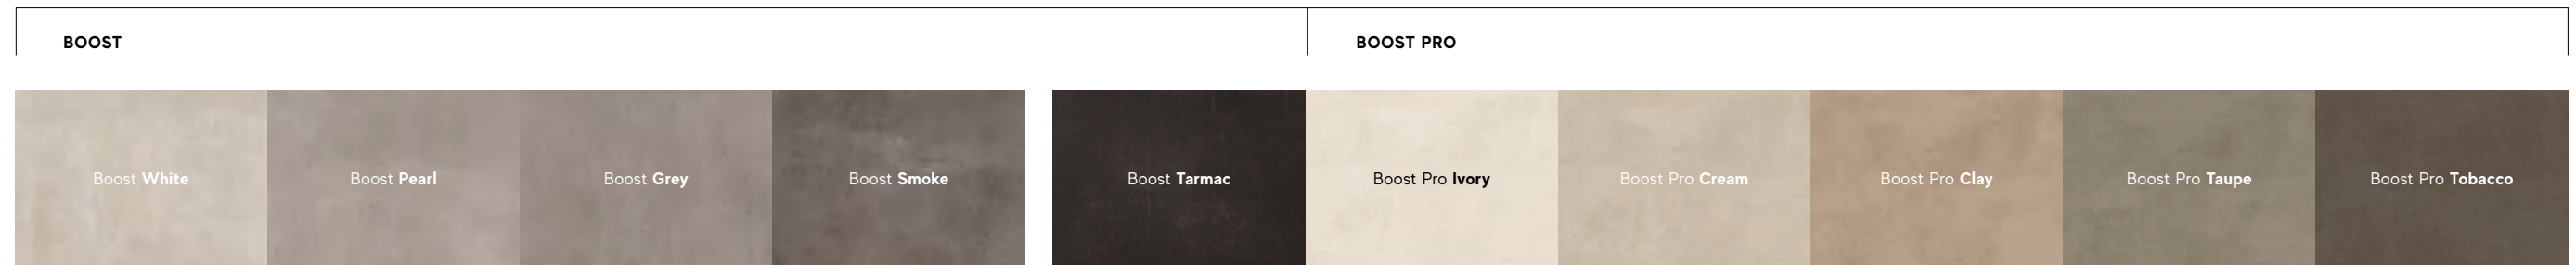 BOOST
BOOST PRO
Boost White
Boost Pearl
Boost Grey
Boost Smoke
Boost Tarmac
Boost Pro Ivory
Boost Pro Cream
Boost Pro Clay
Boost Pro Taupe
Boost Pro Tobacco